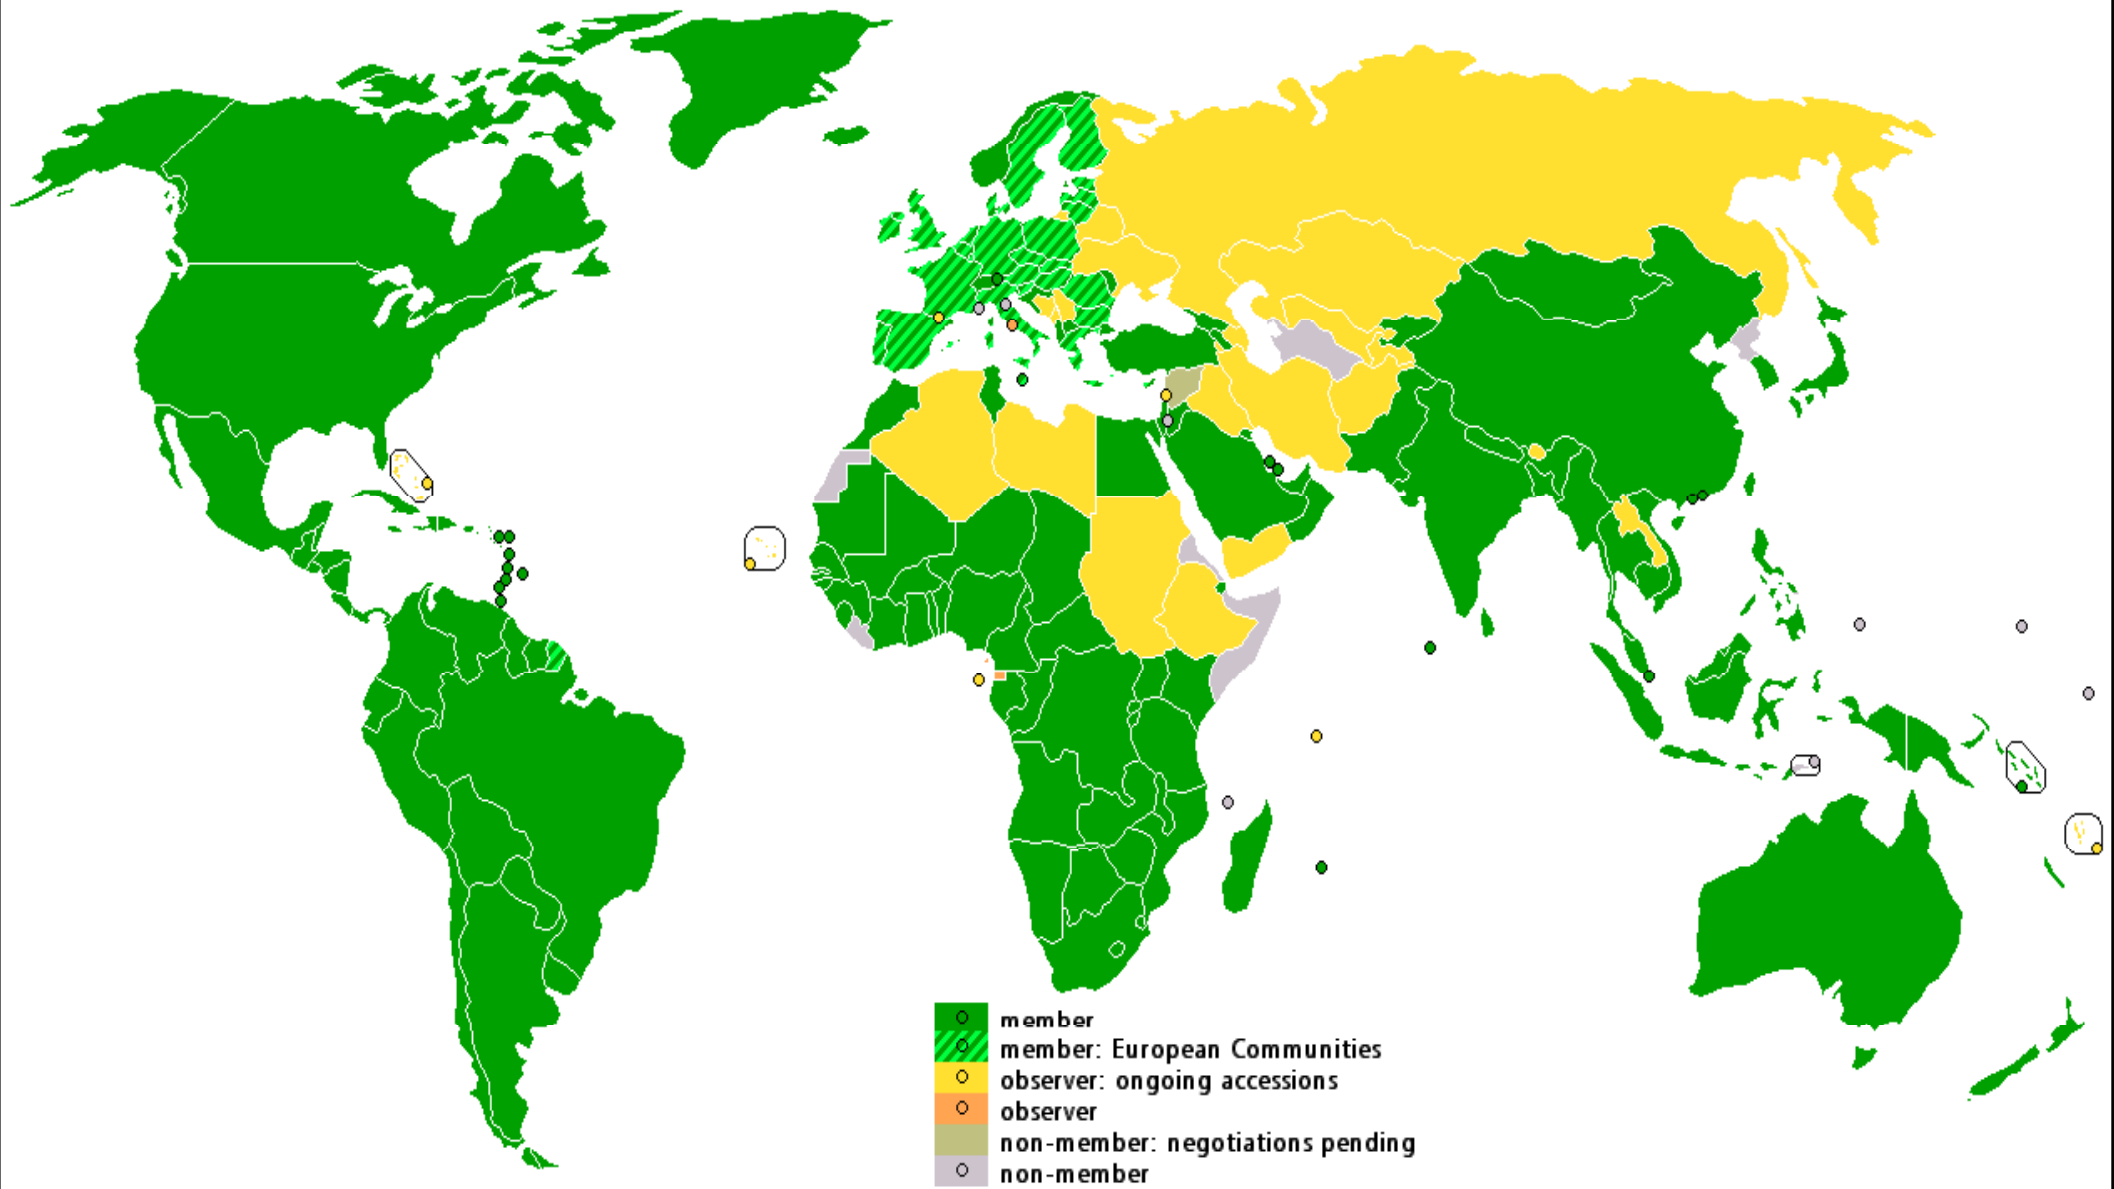 member
member: European Communities
observer: ongoing accessions
observer
non-member: negotiations pending
non-member